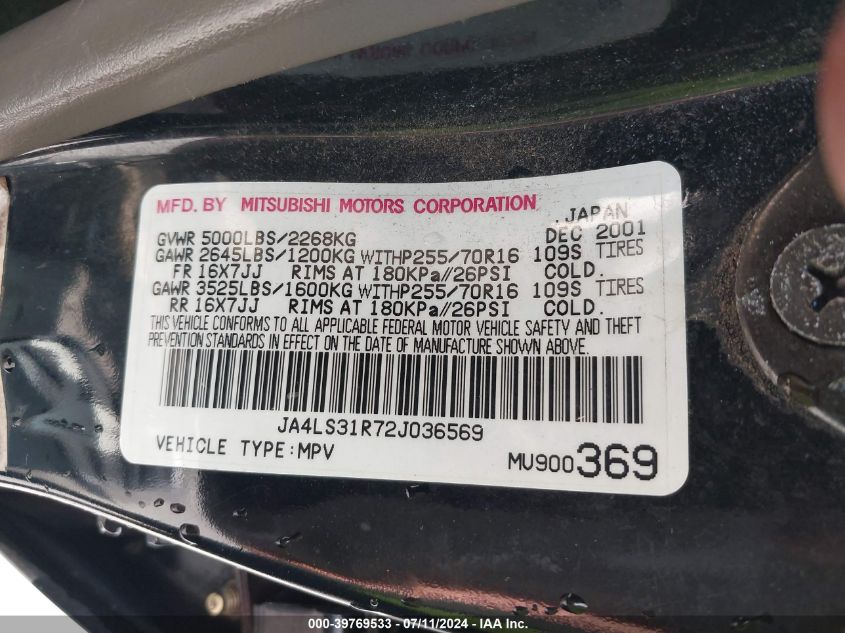 MFD. BY MITSUBISHI MOTORS CORPORATION
, JAPAN
GVWR 5000LBS/2268KG DEC 2001
GAWR 2645LBS/1200KG WITHP255/70R16 109S TIRES
FR 16X7JJ RIMS AT 180KPa//26PSI COLD.
GAWR 3525LBS/1600KG WITHP255/70R16 109S TIRES
RR 16X7JJ RIMS AT 180KPa//26PSI COLD.
THIS VEHICLE CONFORMS TO ALL APPLICABLE FEDERAL MOTOR VEHICLE SAFETY AND THEFT
PREVENTION STANDARDS IN EFFECT ON THE DATE OF MANUFACTURE SHOWN ABOVE.
JA4LS31R72J036569
VEHICLE TYPE:MPV MU900369
000-39769533 - 07/11/2024 - IAA Inc.